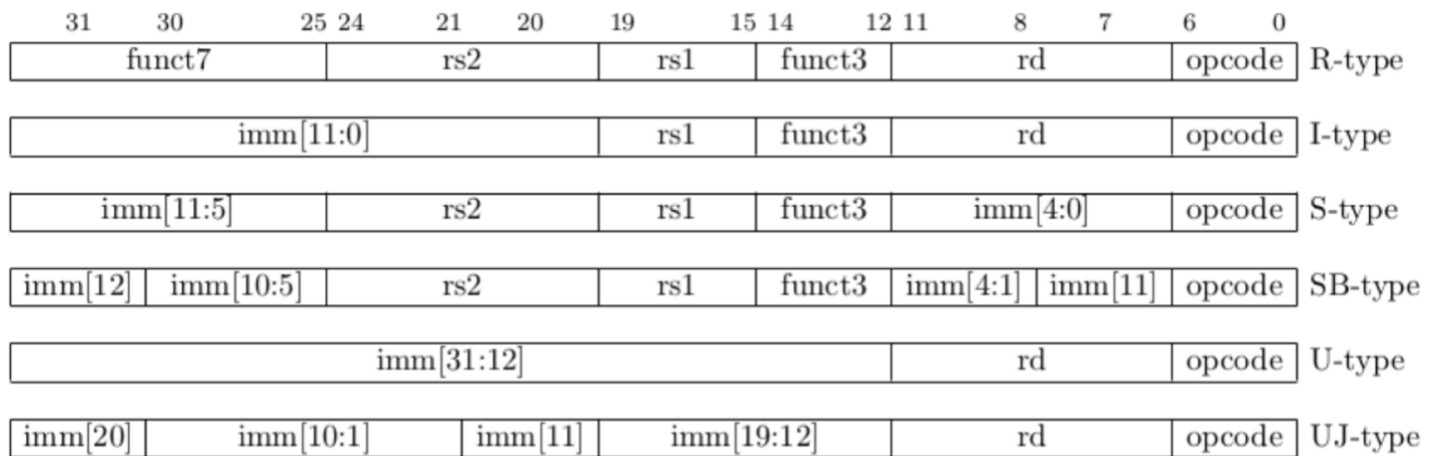 31 30 25 24 21 20 19 15 14 12 11 8 7 6 0
funct7 rs2 rs1 funct3 rd opcode R-type
imm[11:0] rs1 funct3 rd opcode I-type
imm[11:5] rs2 rs1 funct3 imm[4:0] opcode S-type
imm[12] imm[10:5] rs2 rs1 funct3 imm[4:1] imm[11] opcode SB-type
imm[31:12] rd opcode U-type
imm[20] imm[10:1] imm[11] imm[19:12] rd opcode UJ-type